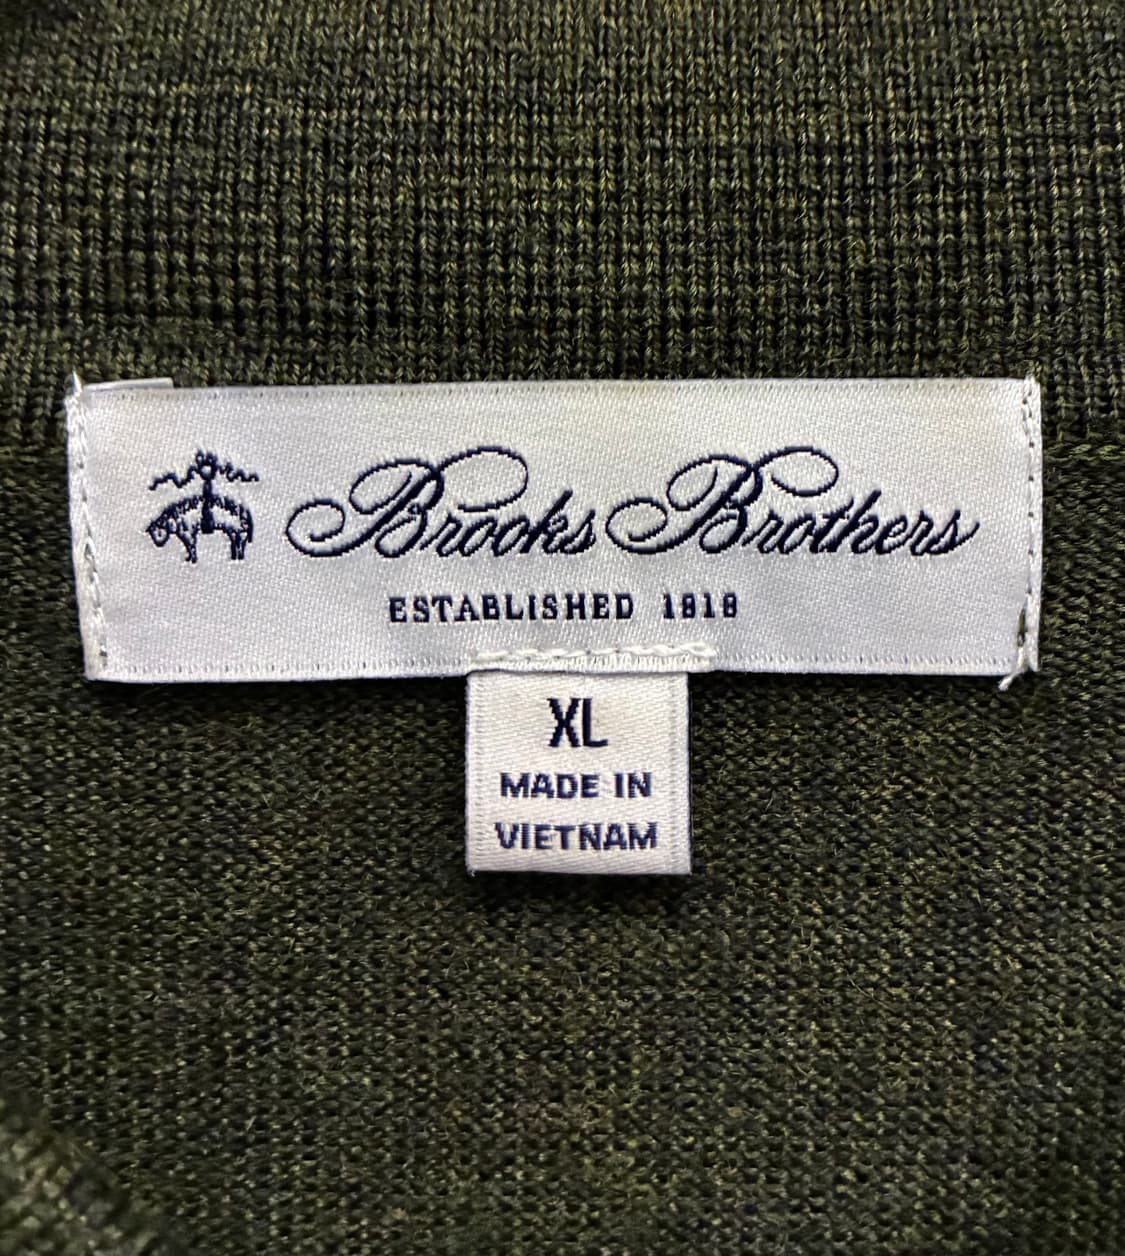 Brooks Brothers
ESTABLISHED 1818
XL
MADE IN
VIETNAM